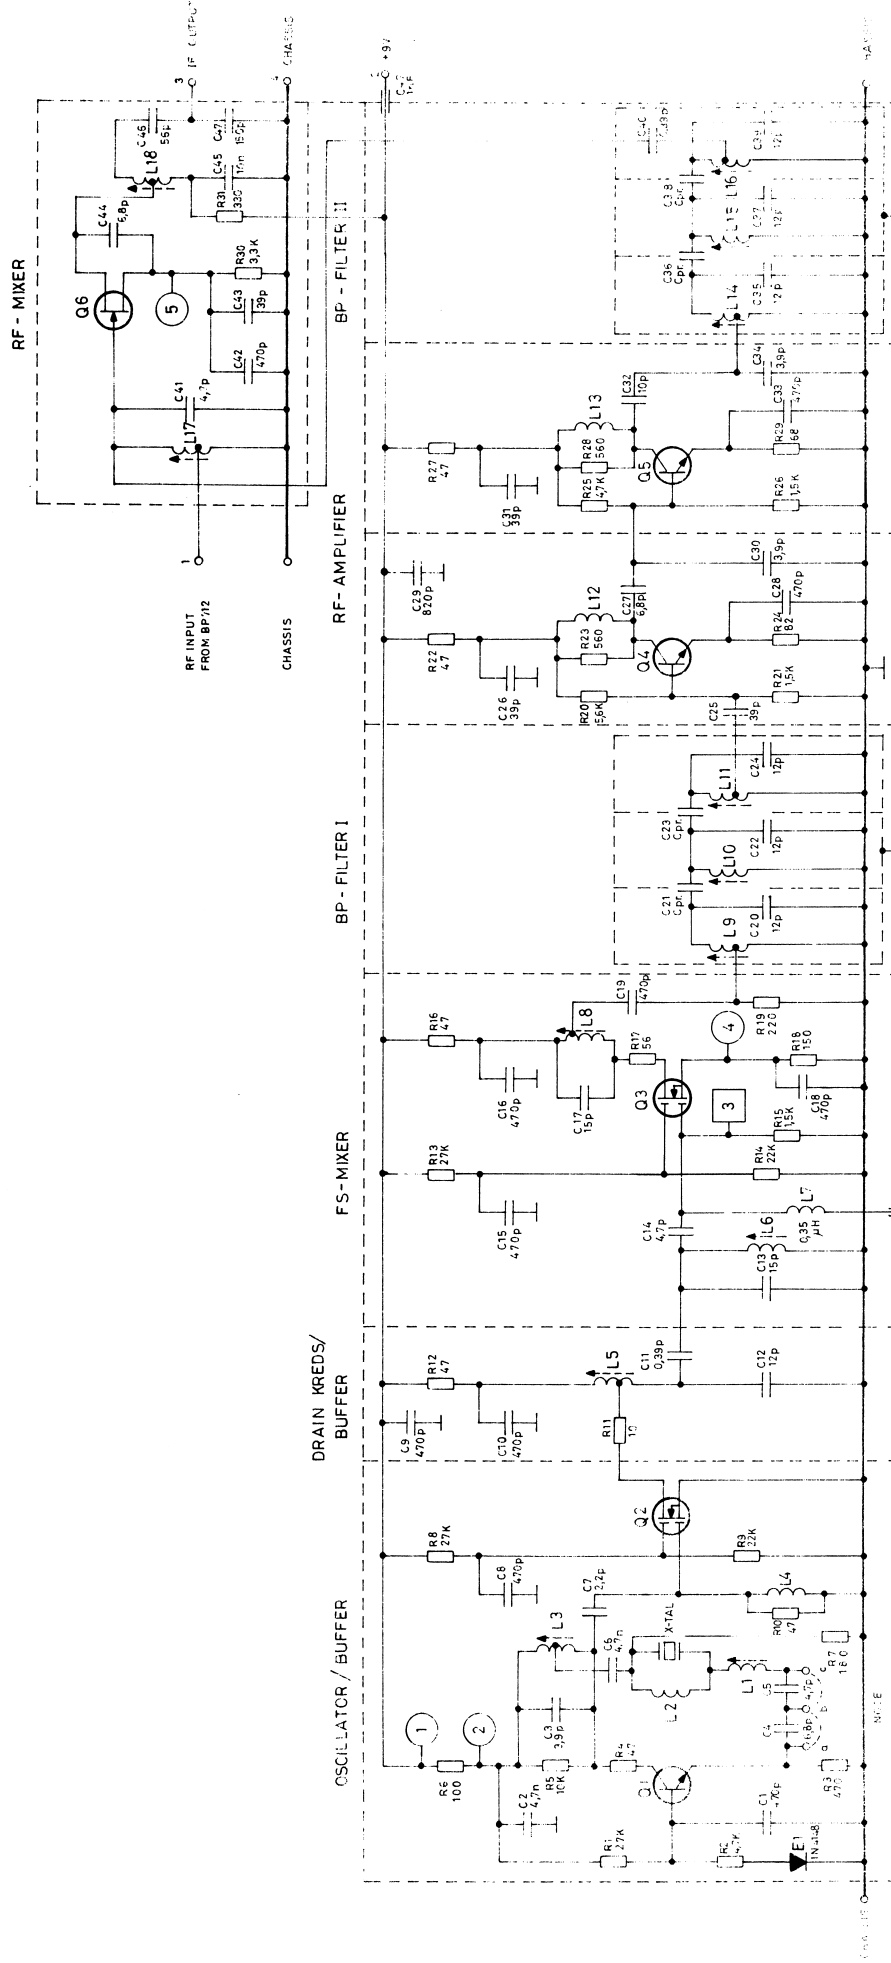 RF - MIXER
RF INPUT
FROM BP712
1
CHASSIS
L17
C41
4,7p
Q6
5
C42
470p
C43
39p
R30
3,3K
C44
6,8p
R31
330
L18
C45
10n
C46
56p
C47
150p
3
IF OUTPUT
4
CHASSIS
OSCILLATOR / BUFFER
DRAIN KREDS/
BUFFER
FS-MIXER
BP-FILTER I
RF-AMPLIFIER
BP-FILTER II
+9V
1
R6
100
2
C2
4,7n
R1
27K
R2
4,7K
E1
1N4148
C1
470p
Q1
R3
470
R4
47
R5
10K
C3
3,9p
L3
C6
4,7n
C7
2,2p
L2
X-TAL
L1
C4
6,8p
C5
4,7p
a
b
c
R7
180
R10
47
L4
C8
470p
R8
27K
R9
22K
Q2
C9
470p
R12
47
C10
470p
R11
10
L5
C11
0,39p
C12
12p
C13
15p
L6
C14
4,7p
L7
0,35
µH
C15
470p
R13
27K
R14
22K
R15
1,5K
3
Q3
C16
470p
R16
47
C17
15p
L8
R17
56
C18
470p
R18
150
4
C19
470p
R19
220
L9
C20
12p
C21
Cpr.
L10
C22
12p
C23
Cpr.
L11
C24
12p
C25
39p
C26
39p
R22
47
R20
5,6K
R23
560
L12
Q4
R21
1,5K
R24
82
C27
6,8p
C28
470p
C29
820p
C30
3,9p
C31
39p
R27
47
R25
4,7K
R28
560
L13
Q5
R26
1,5K
R29
68
C32
10p
C33
470p
C34
3,9p
L14
C35
12p
C36
Cpr.
L15
C37
12p
C38
Cpr.
L16
C39
12p